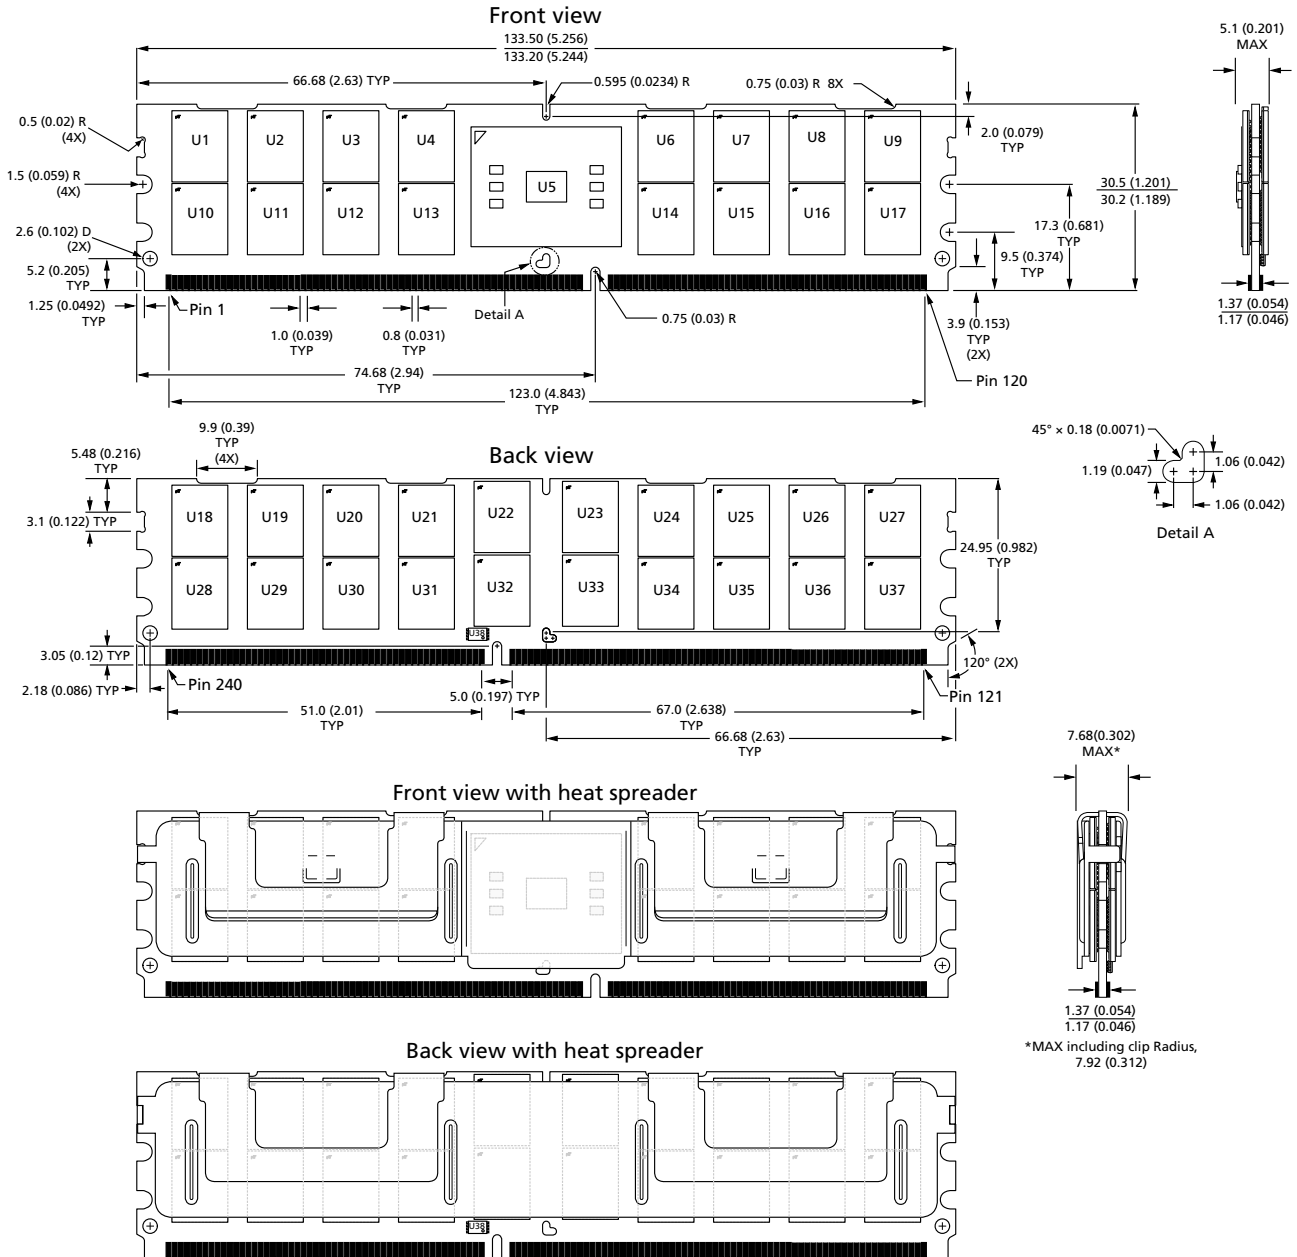 Front view
133.50 (5.256)
133.20 (5.244)
66.68 (2.63) TYP
0.595 (0.0234) R
0.75 (0.03) R 8X
5.1 (0.201)
MAX
0.5 (0.02) R
(4X)
1.5 (0.059) R
(4X)
2.6 (0.102) D
(2X)
5.2 (0.205)
TYP
1.25 (0.0492)
TYP
U1
U2
U3
U4
U5
U6
U7
U8
U9
U10
U11
U12
U13
U14
U15
U16
U17
2.0 (0.079)
TYP
30.5 (1.201)
30.2 (1.189)
17.3 (0.681)
TYP
9.5 (0.374)
TYP
3.9 (0.153)
TYP
(2X)
1.37 (0.054)
1.17 (0.046)
Pin 1
1.0 (0.039)
TYP
0.8 (0.031)
TYP
Detail A
0.75 (0.03) R
Pin 120
74.68 (2.94)
TYP
123.0 (4.843)
TYP
Back view
9.9 (0.39)
TYP
(4X)
5.48 (0.216)
TYP
3.1 (0.122) TYP
U18
U19
U20
U21
U22
U23
U24
U25
U26
U27
U28
U29
U30
U31
U32
U33
U34
U35
U36
U37
U38
24.95 (0.982)
TYP
45° × 0.18 (0.0071)
1.19 (0.047)
1.06 (0.042)
1.06 (0.042)
Detail A
3.05 (0.12) TYP
2.18 (0.086) TYP
Pin 240
5.0 (0.197) TYP
120° (2X)
Pin 121
51.0 (2.01)
TYP
67.0 (2.638)
TYP
66.68 (2.63)
TYP
Front view with heat spreader
7.68(0.302)
MAX*
1.37 (0.054)
1.17 (0.046)
*MAX including clip Radius,
7.92 (0.312)
Back view with heat spreader
U38